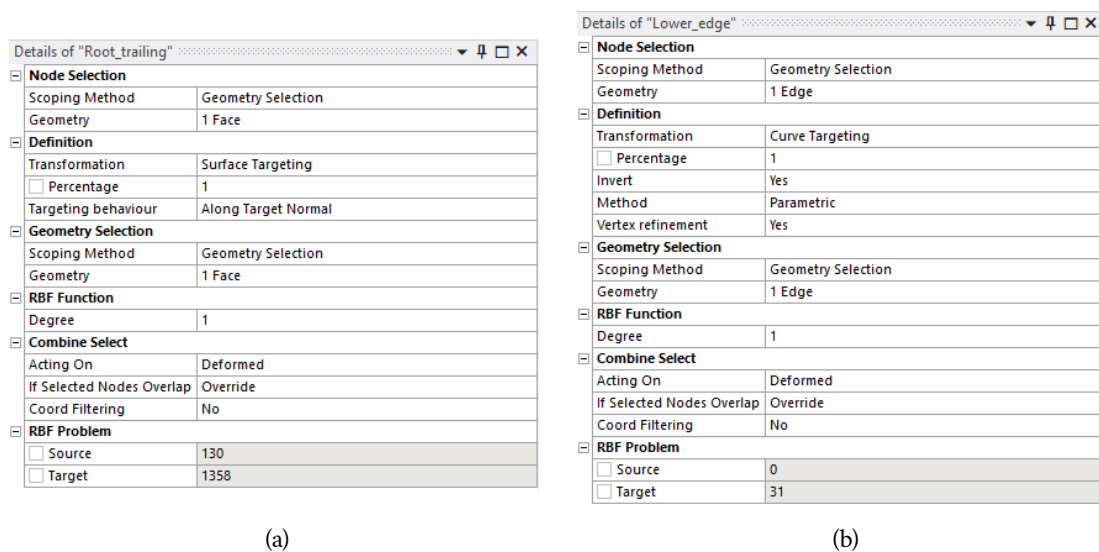 Details of "Root_trailing"
Node Selection
Scoping Method Geometry Selection
Geometry 1 Face
Definition
Transformation Surface Targeting
Percentage 1
Targeting behaviour Along Target Normal
Geometry Selection
Scoping Method Geometry Selection
Geometry 1 Face
RBF Function
Degree 1
Combine Select
Acting On Deformed
If Selected Nodes Overlap Override
Coord Filtering No
RBF Problem
Source 130
Target 1358
(a)
Details of "Lower_edge"
Node Selection
Scoping Method Geometry Selection
Geometry 1 Edge
Definition
Transformation Curve Targeting
Percentage 1
Invert Yes
Method Parametric
Vertex refinement Yes
Geometry Selection
Scoping Method Geometry Selection
Geometry 1 Edge
RBF Function
Degree 1
Combine Select
Acting On Deformed
If Selected Nodes Overlap Override
Coord Filtering No
RBF Problem
Source 0
Target 31
(b)